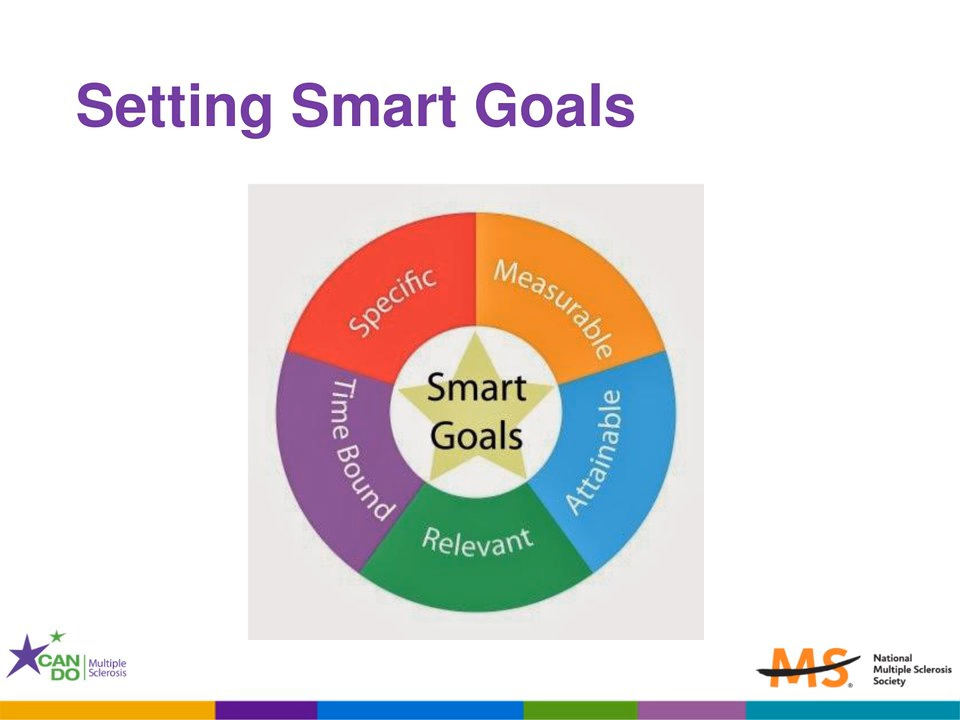 Setting Smart Goals
Specific
Measurable
Attainable
Relevant
Time Bound
Smart
Goals
CAN
DO
Multiple
Sclerosis
MS®
National
Multiple Sclerosis
Society